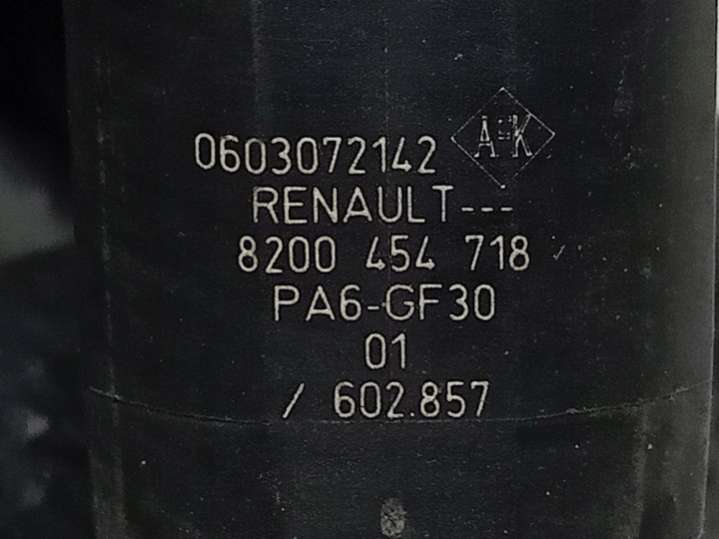 0603072142 A K
RENAULT---
8200 454 718
PA6-GF30
01
/ 602.857